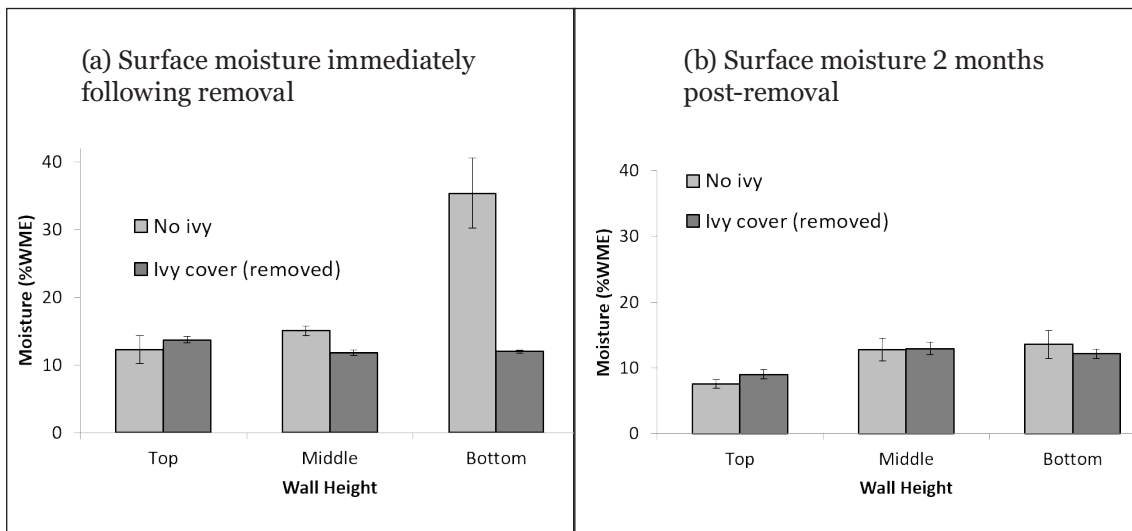 (a) Surface moisture immediately
following removal
40
30
20
10
0
Moisture (%WME)
No ivy
Ivy cover (removed)
Top
Middle
Bottom
Wall Height
(b) Surface moisture 2 months
post-removal
40
30
20
10
0
Moisture (%WME)
No ivy
Ivy cover (removed)
Top
Middle
Bottom
Wall Height